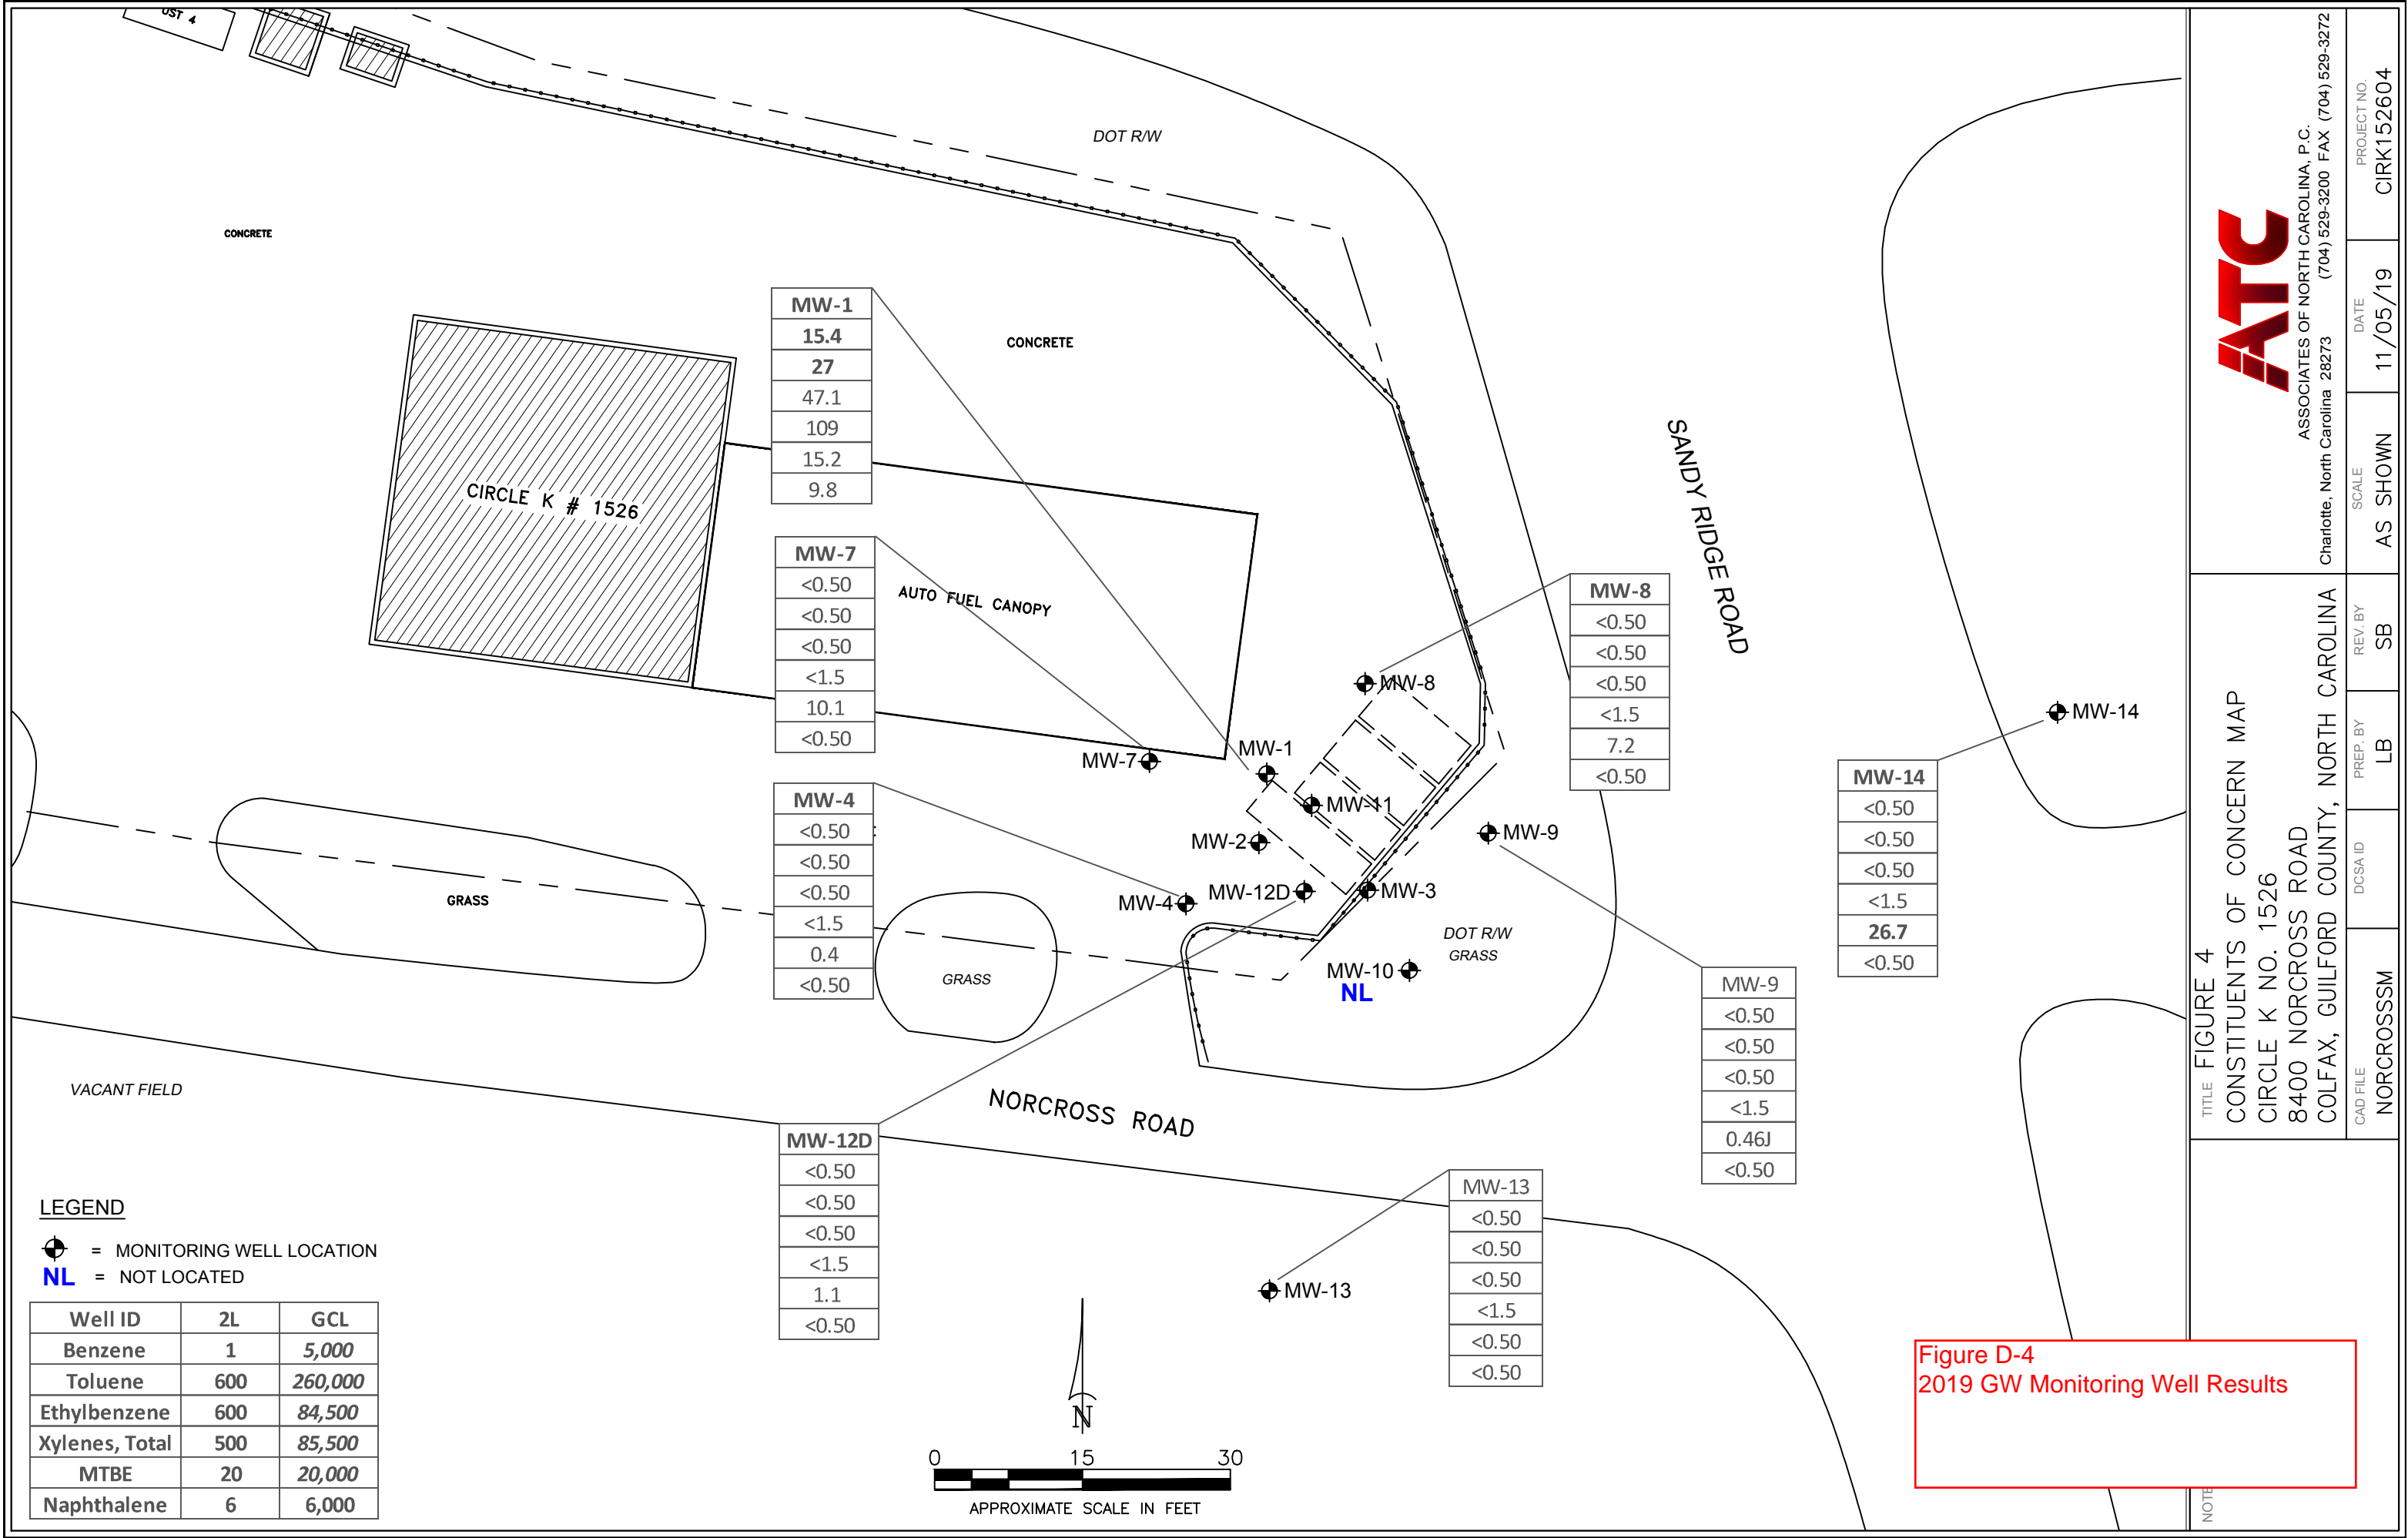 UST 4
DOT R/W
CONCRETE
CONCRETE
MW-1
15.4
27
47.1
109
15.2
9.8
CIRCLE K # 1526
AUTO FUEL CANOPY
SANDY RIDGE ROAD
MW-7
<0.50
<0.50
<0.50
<1.5
10.1
<0.50
MW-8
<0.50
<0.50
<0.50
<1.5
7.2
<0.50
MW-8
MW-14
MW-1
MW-7
MW-11
MW-2
MW-9
MW-12D
MW-3
MW-4
MW-10
NL
MW-4
<0.50
<0.50
<0.50
<1.5
0.4
<0.50
MW-14
<0.50
<0.50
<0.50
<1.5
26.7
<0.50
GRASS
GRASS
DOT R/W
GRASS
MW-9
<0.50
<0.50
<0.50
<1.5
0.46J
<0.50
VACANT FIELD
NORCROSS ROAD
MW-12D
<0.50
<0.50
<0.50
<1.5
1.1
<0.50
MW-13
<0.50
<0.50
<0.50
<1.5
<0.50
<0.50
MW-13
LEGEND
= MONITORING WELL LOCATION
NL = NOT LOCATED
Well ID 2L GCL
Benzene 1 5,000
Toluene 600 260,000
Ethylbenzene 600 84,500
Xylenes, Total 500 85,500
MTBE 20 20,000
Naphthalene 6 6,000
N
0 15 30
APPROXIMATE SCALE IN FEET
Figure D-4
2019 GW Monitoring Well Results
ATC
ASSOCIATES OF NORTH CAROLINA, P.C.
Charlotte, North Carolina 28273 (704) 529-3200 FAX (704) 529-3272
TITLE FIGURE 4
CONSTITUENTS OF CONCERN MAP
CIRCLE K NO. 1526
8400 NORCROSS ROAD
COLFAX, GUILFORD COUNTY, NORTH CAROLINA
CAD FILE
NORCROSSSM
DCSA ID
PREP. BY
LB
REV. BY
SB
SCALE
AS SHOWN
DATE
11/05/19
PROJECT NO.
CIRK152604